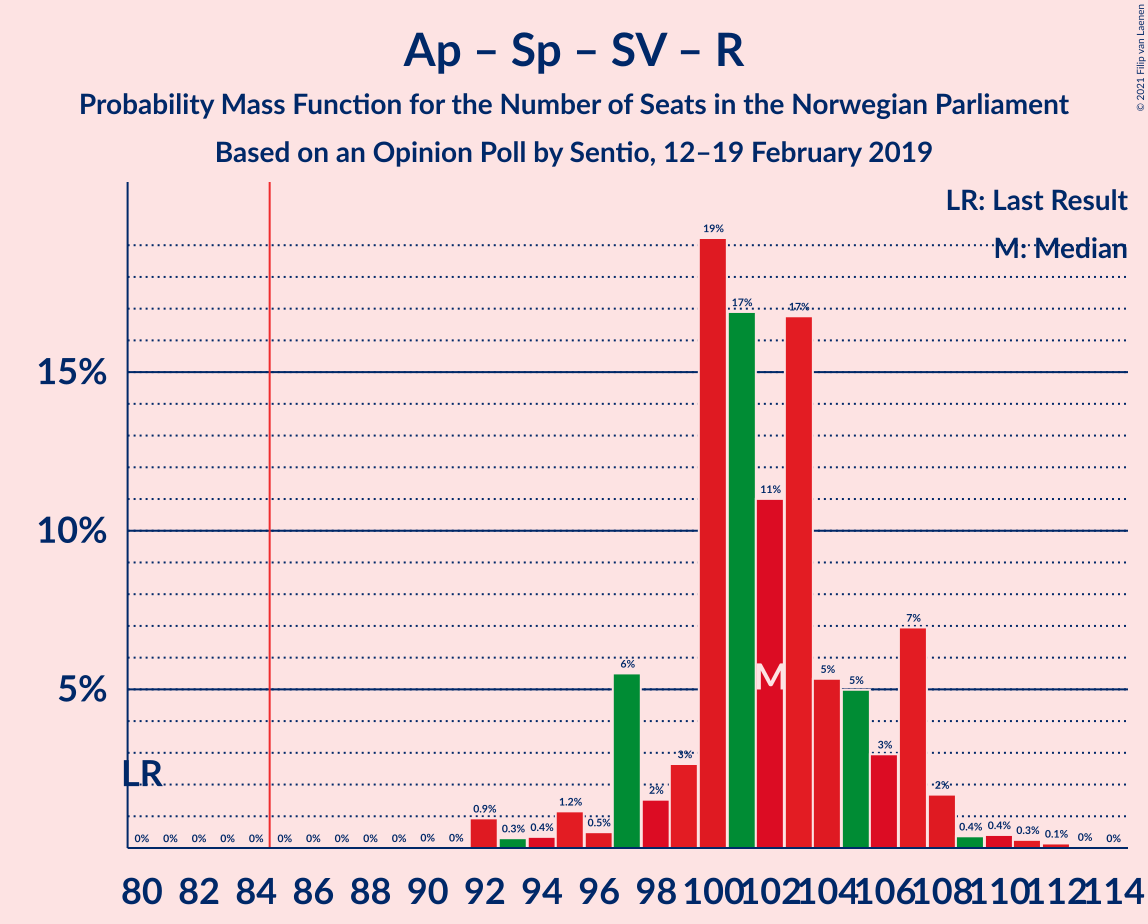 Ap – Sp – SV – R
Probability Mass Function for the Number of Seats in the Norwegian Parliament
Based on an Opinion Poll by Sentio, 12–19 February 2019
© 2021 Filip van Laenen
LR: Last Result
M: Median
15%
10%
5%
LR
M
0% 0% 0% 0% 0% 0% 0% 0% 0% 0% 0% 0% 0.9% 0.3% 0.4% 1.2% 0.5% 6% 2% 3% 19% 17% 11% 17% 5% 5% 3% 7% 2% 0.4% 0.4% 0.3% 0.1% 0% 0%
80 82 84 86 88 90 92 94 96 98 100 102 104 106 108 110 112 114